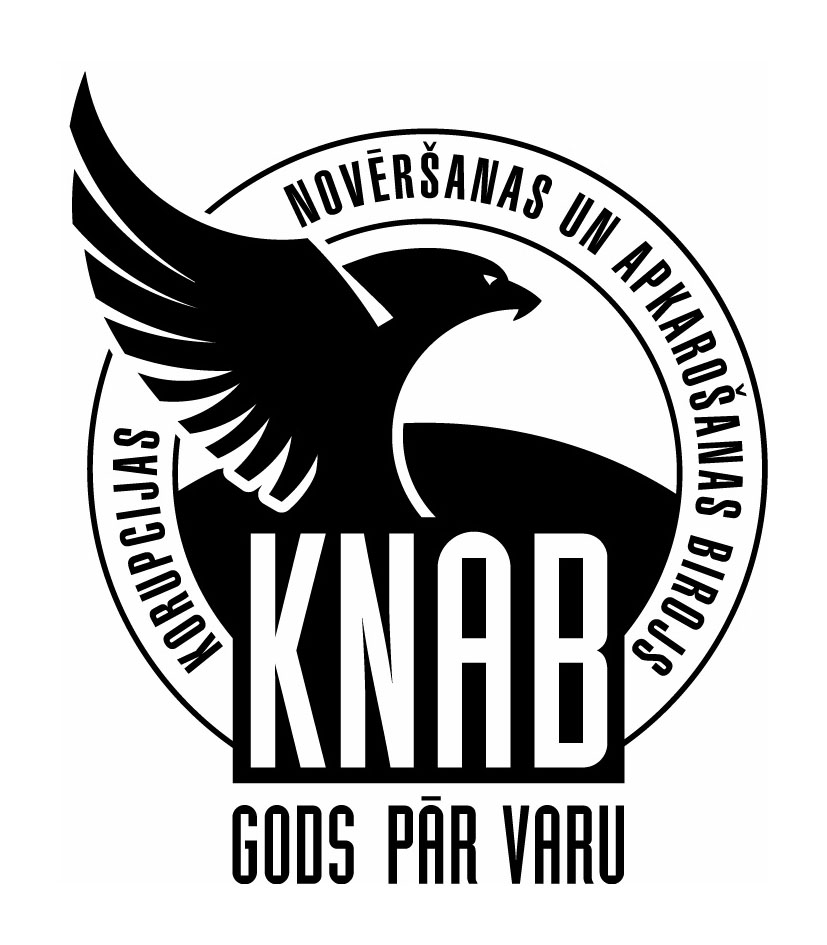 KORUPCIJAS NOVĒRŠANAS UN APKAROŠANAS BIROJS
KNAB
GODS PĀR VARU